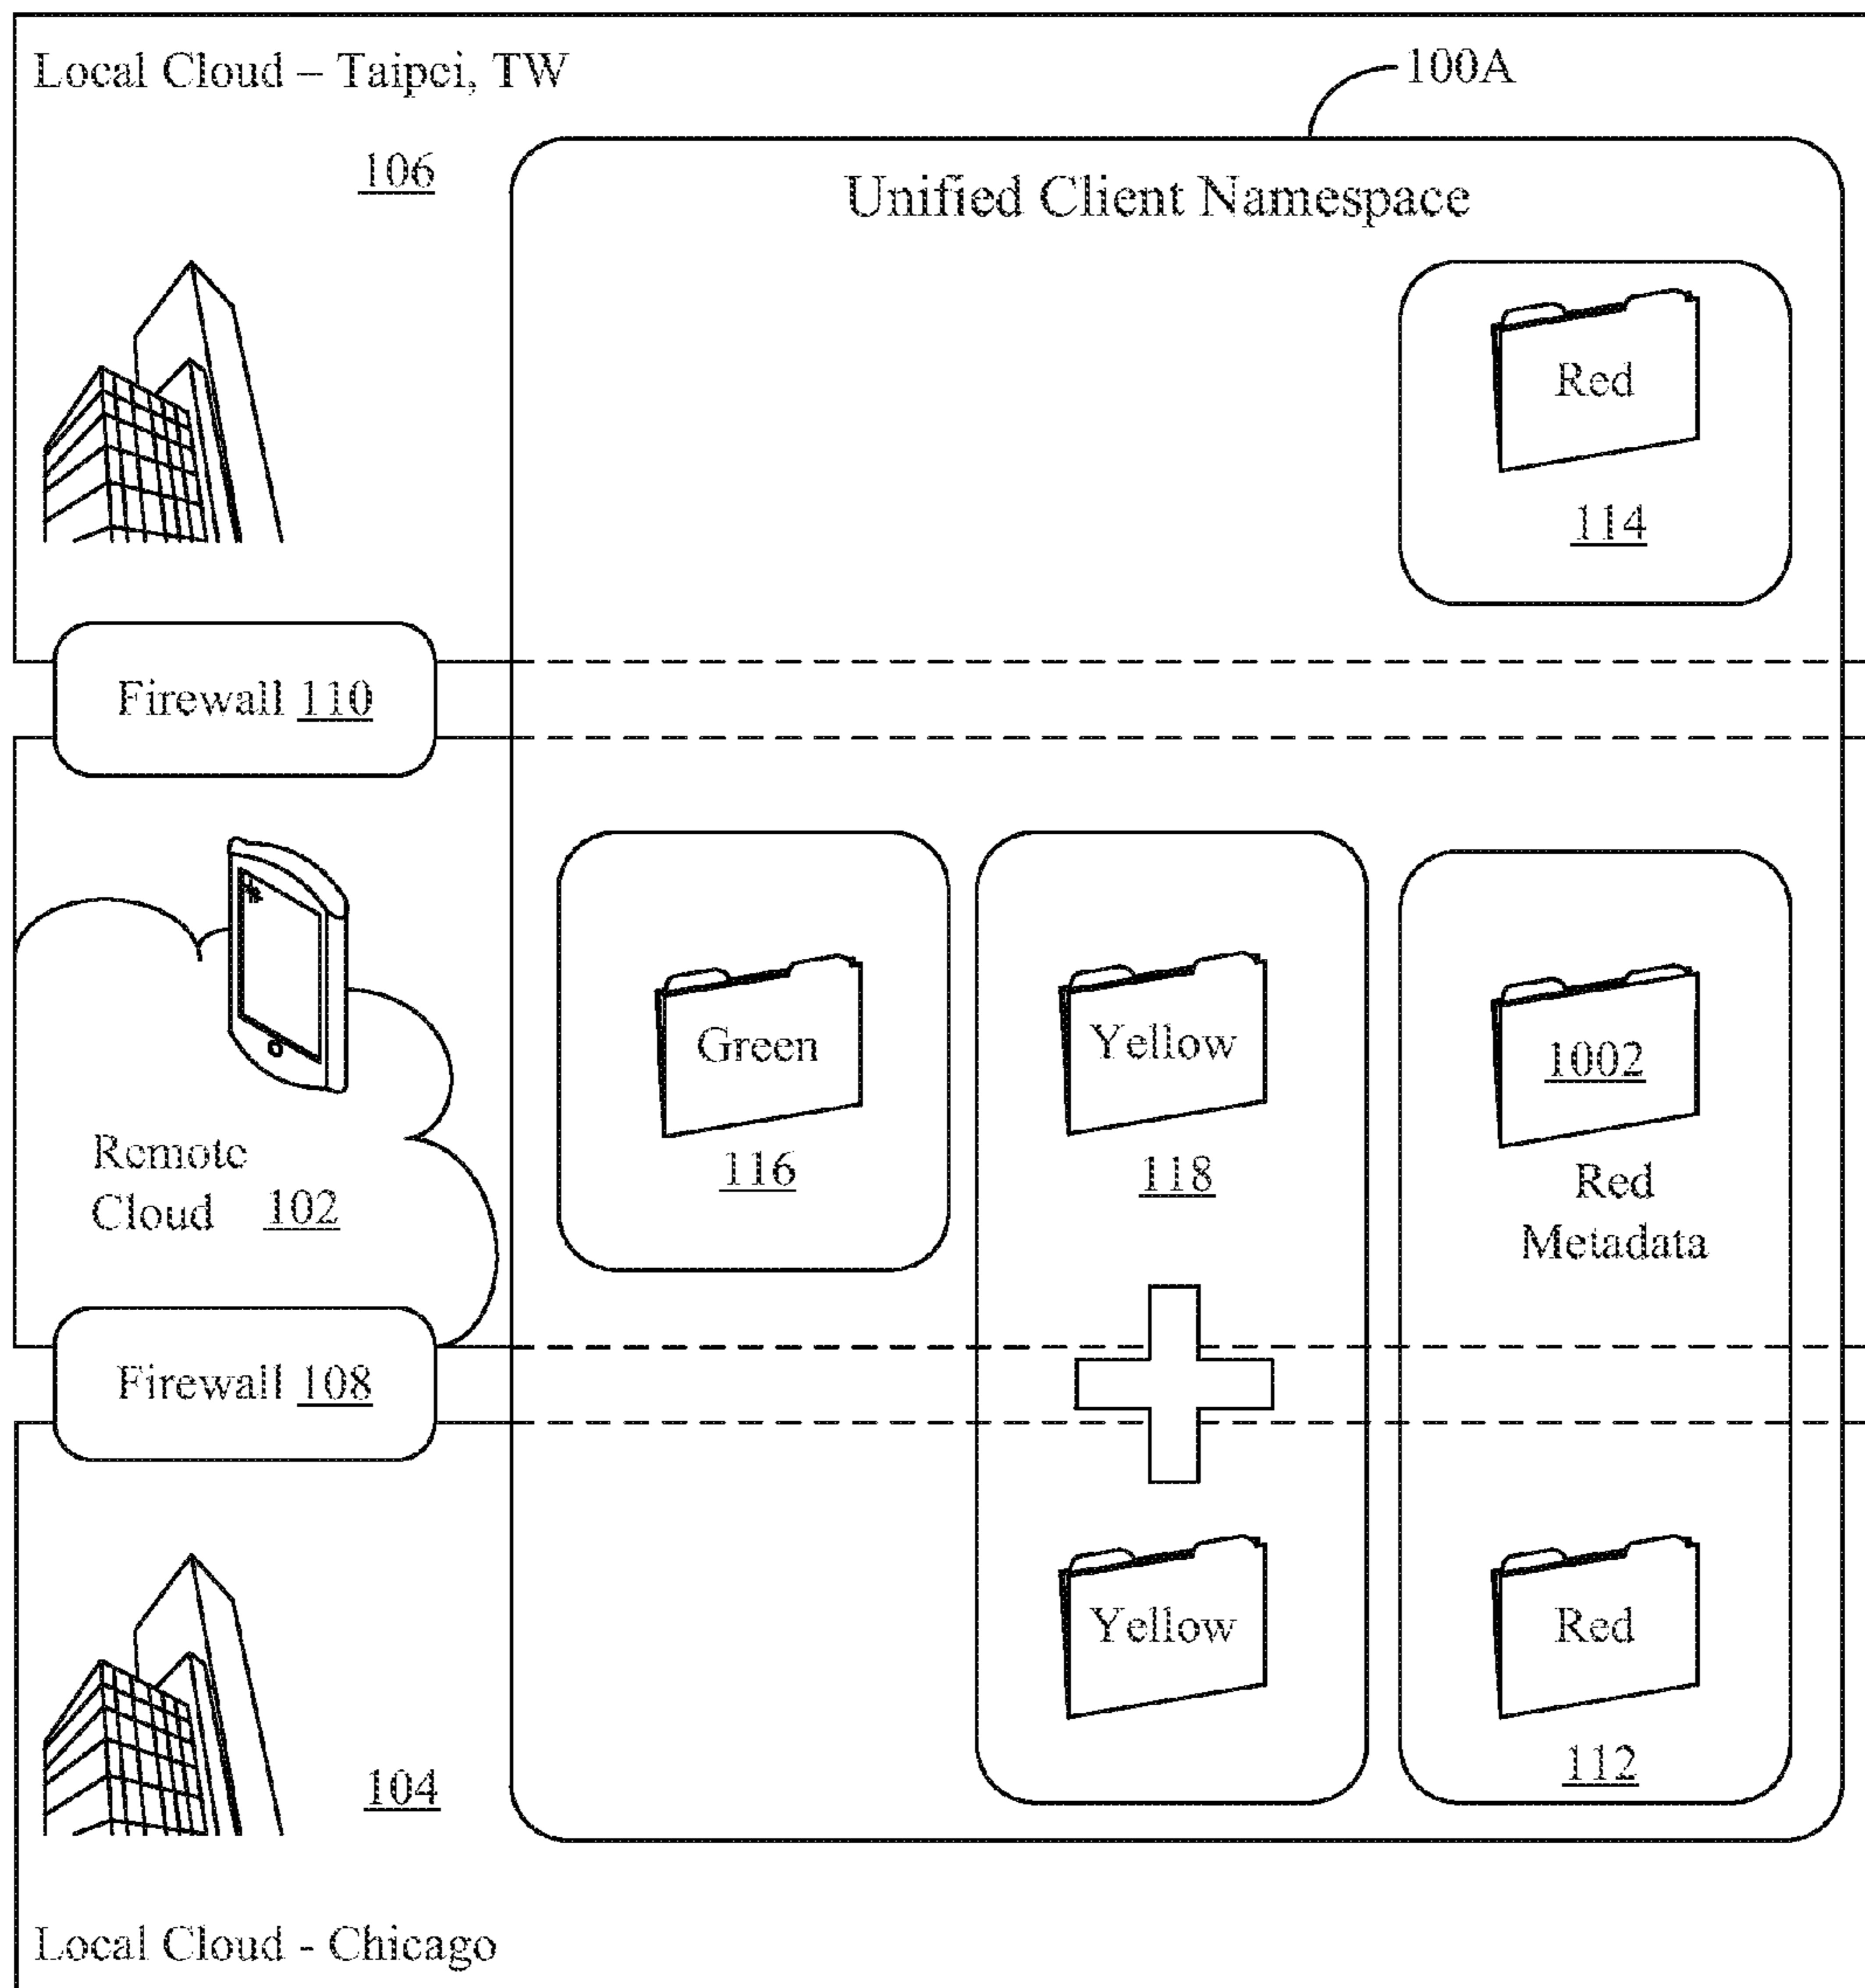 Local Cloud – Taipei, TW
100A
106
Unified Client Namespace
Red
114
Firewall 110
Green
116
Yellow
118
1002
Red
Metadata
Remote
Cloud 102
Firewall 108
Yellow
Red
112
104
Local Cloud - Chicago